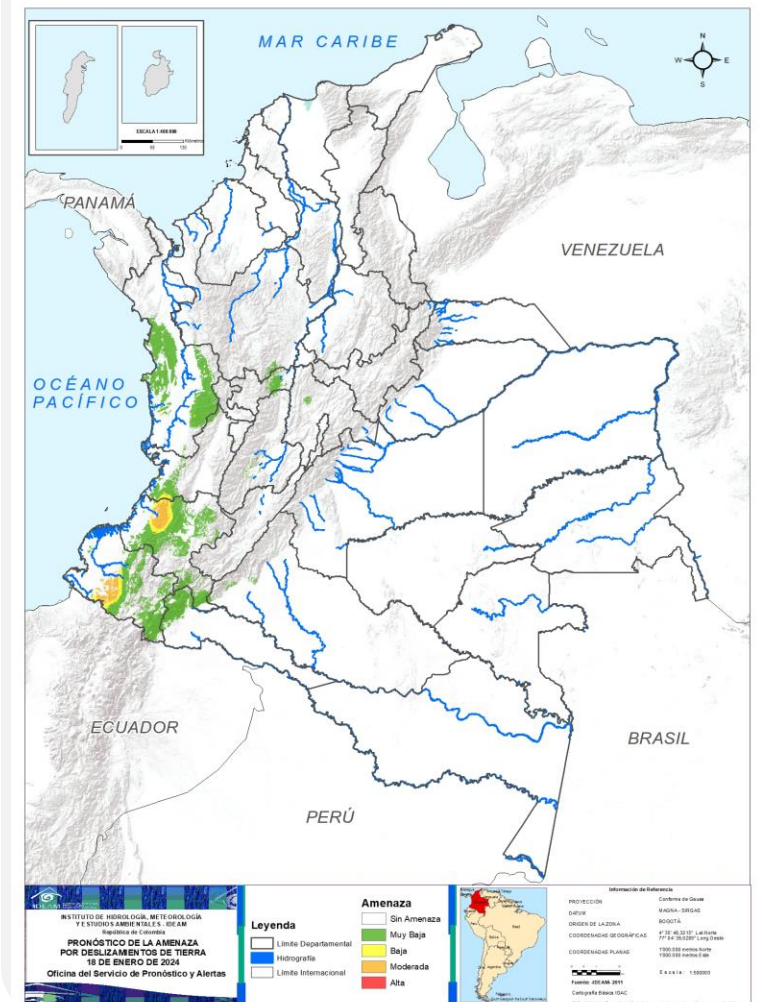 MAR CARIBE
N
W
E
S
ESCALA 1:400.000
PANAMÁ
VENEZUELA
OCÉANO
PACÍFICO
ECUADOR
BRASIL
PERÚ
IDEAM
INSTITUTO DE HIDROLOGÍA, METEOROLOGÍA
Y ESTUDIOS AMBIENTALES - IDEAM
República de Colombia
PRONÓSTICO DE LA AMENAZA
POR DESLIZAMIENTOS DE TIERRA
18 DE ENERO DE 2024
Oficina del Servicio de Pronóstico y Alertas
Leyenda
Límite Departamental
Hidrografía
Límite Internacional
Amenaza
Sin Amenaza
Muy Baja
Baja
Moderada
Alta
Información de Referencia
PROYECCIÓN Conforme de Gauss
DATUM MAGNA-SIRGAS
ORIGEN DE LA ZONA BOGOTÁ
COORDENADAS GEOGRÁFICAS
COORDENADAS PLANAS
Fuente: IDEAM- 2011
Cartografía Básica IGAC